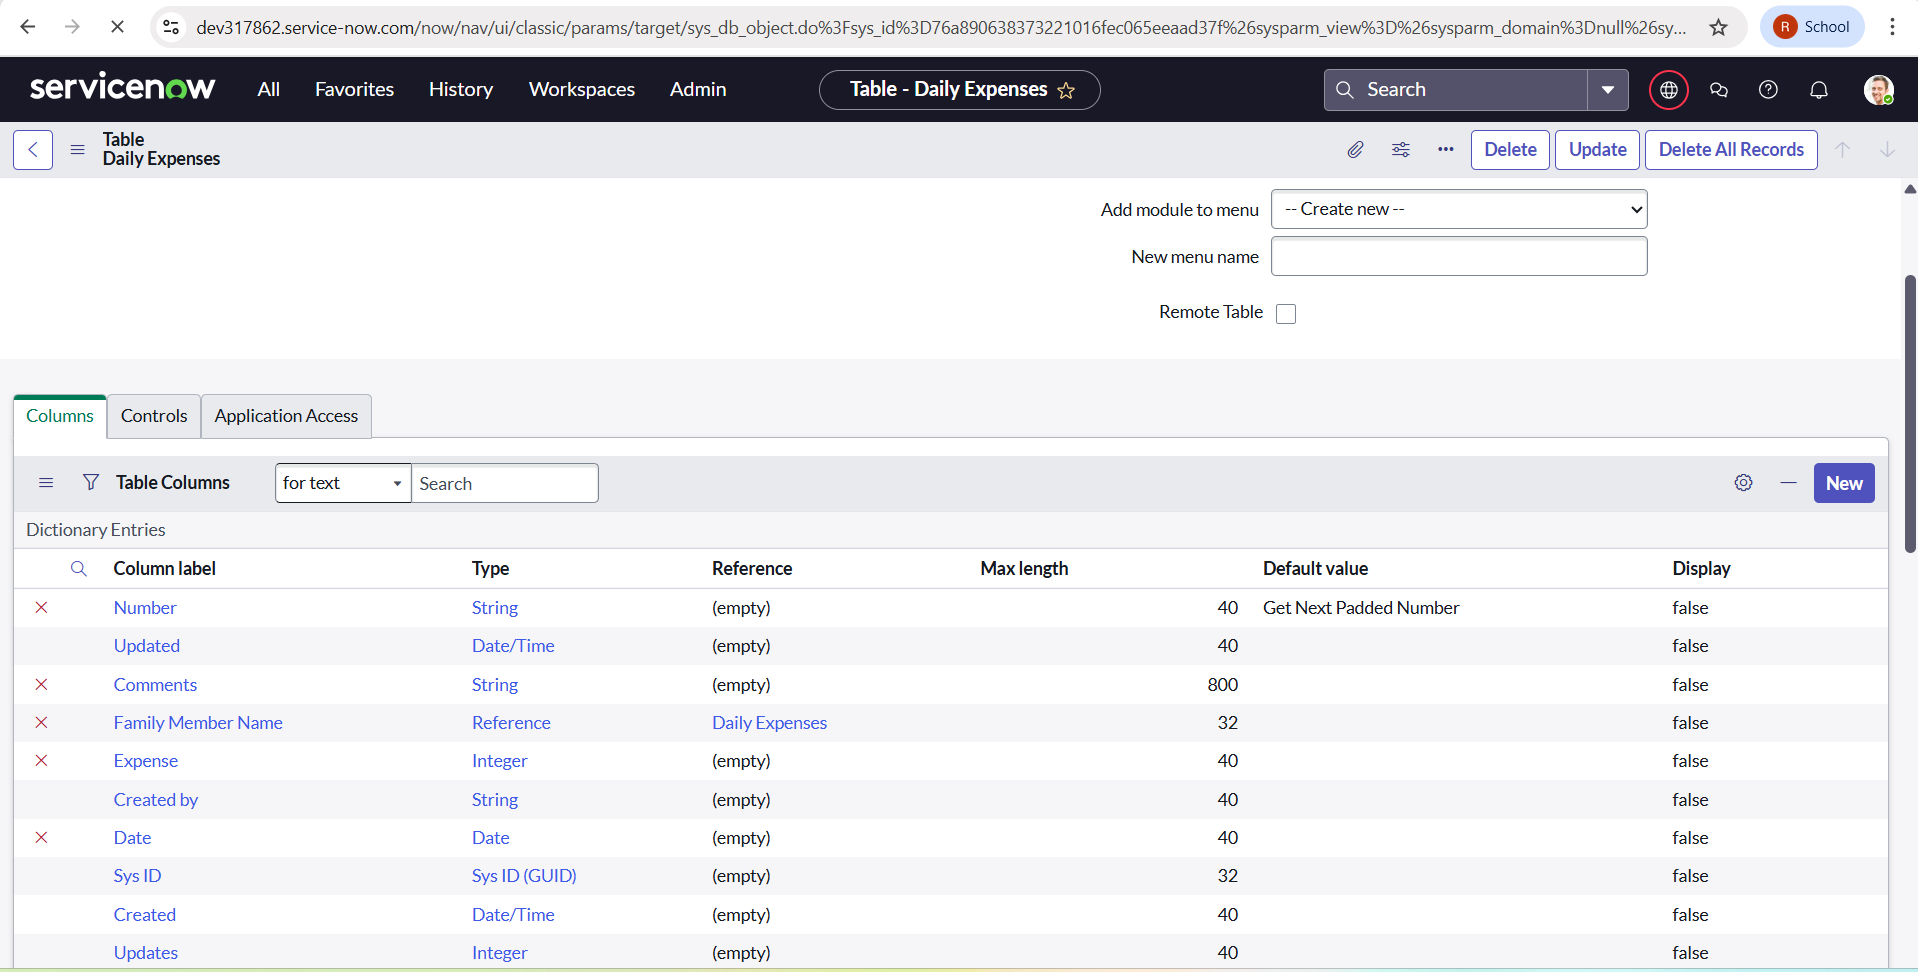 dev317862.service-now.com/now/nav/ui/classic/params/target/sys_db_object.do%3Fsys_id%3D76a890638373221016fec065eeaad37f%26sysparm_view%3D%26sysparm_domain%3Dnull%26sy...
R School
servicenow All Favorites History Workspaces Admin Table - Daily Expenses Search
Table
Daily Expenses
Delete Update Delete All Records
Add module to menu -- Create new --
New menu name
Remote Table
Columns Controls Application Access
Table Columns for text Search New
Dictionary Entries
Column label Type Reference Max length Default value Display
Number String (empty) 40 Get Next Padded Number false
Updated Date/Time (empty) 40 false
Comments String (empty) 800 false
Family Member Name Reference Daily Expenses 32 false
Expense Integer (empty) 40 false
Created by String (empty) 40 false
Date Date (empty) 40 false
Sys ID Sys ID (GUID) (empty) 32 false
Created Date/Time (empty) 40 false
Updates Integer (empty) 40 false